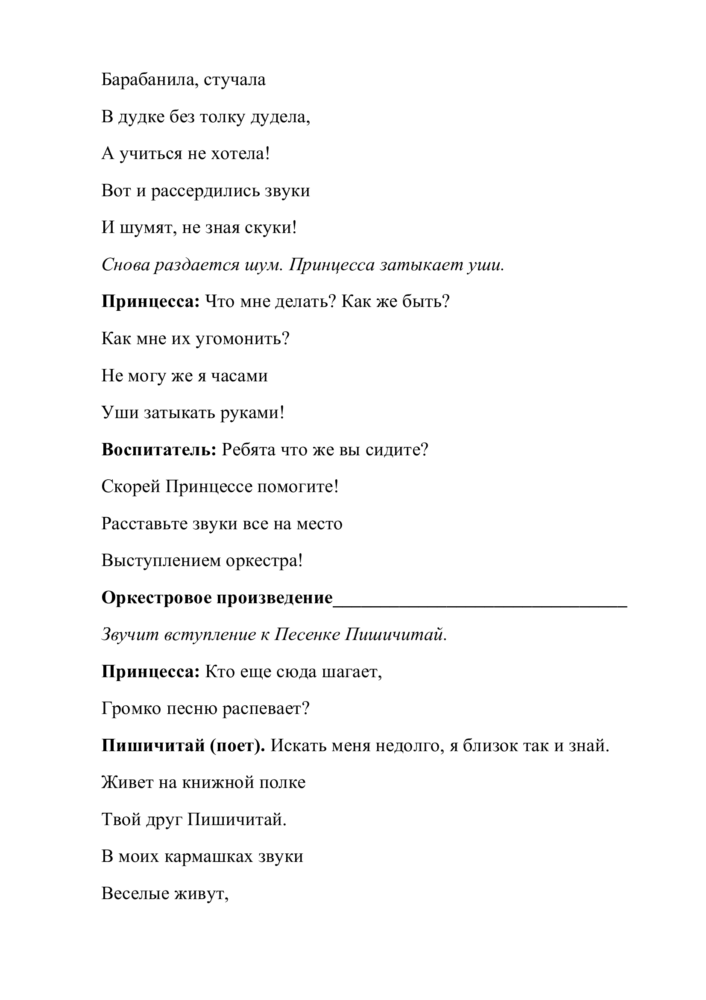 Барабанила, стучала
В дудке без толку дудела,
А учиться не хотела!
Вот и рассердились звуки
И шумят, не зная скуки!
Снова раздается шум. Принцесса затыкает уши.
Принцесса: Что мне делать? Как же быть?
Как мне их угомонить?
Не могу же я часами
Уши затыкать руками!
Воспитатель: Ребята что же вы сидите?
Скорей Принцессе помогите!
Расставьте звуки все на место
Выступлением оркестра!
Оркестровое произведение_______________________________
Звучит вступление к Песенке Пишичитай.
Принцесса: Кто еще сюда шагает,
Громко песню распевает?
Пишичитай (поет). Искать меня недолго, я близок так и знай.
Живет на книжной полке
Твой друг Пишичитай.
В моих кармашках звуки
Веселые живут,